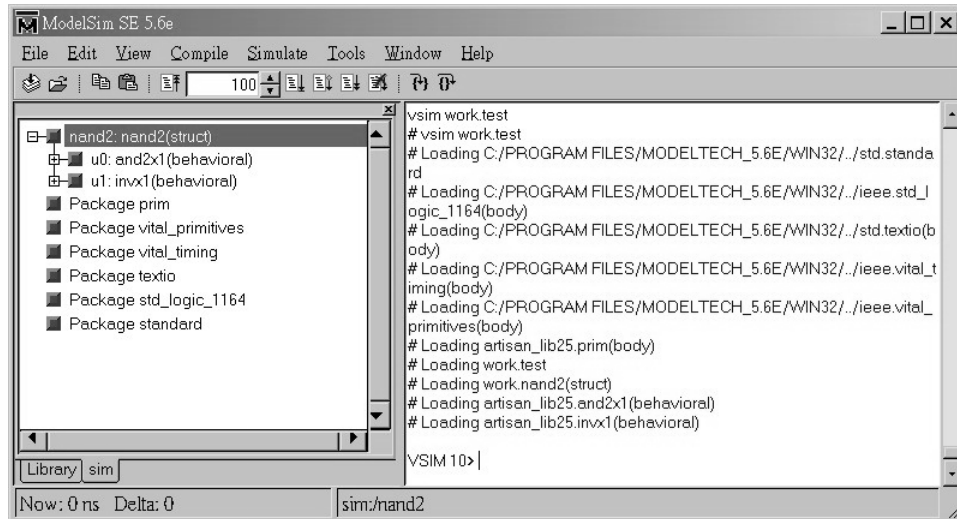 ModelSim SE 5.6e
File Edit View Compile Simulate Tools Window Help
100
nand2: nand2(struct)
u0: and2x1(behavioral)
u1: invx1(behavioral)
Package prim
Package vital_primitives
Package vital_timing
Package textio
Package std_logic_1164
Package standard
Library sim
vsim work.test
# vsim work.test
# Loading C:/PROGRAM FILES/MODELTECH_5.6E/WIN32/../std.standa
rd
# Loading C:/PROGRAM FILES/MODELTECH_5.6E/WIN32/../ieee.std_l
ogic_1164(body)
# Loading C:/PROGRAM FILES/MODELTECH_5.6E/WIN32/../std.textio(b
ody)
# Loading C:/PROGRAM FILES/MODELTECH_5.6E/WIN32/../ieee.vital_t
iming(body)
# Loading C:/PROGRAM FILES/MODELTECH_5.6E/WIN32/../ieee.vital_
primitives(body)
# Loading artisan_lib25.prim(body)
# Loading work.test
# Loading work.nand2(struct)
# Loading artisan_lib25.and2x1(behavioral)
# Loading artisan_lib25.invx1(behavioral)
VSIM 10>
Now: 0 ns Delta: 0
sim:/nand2